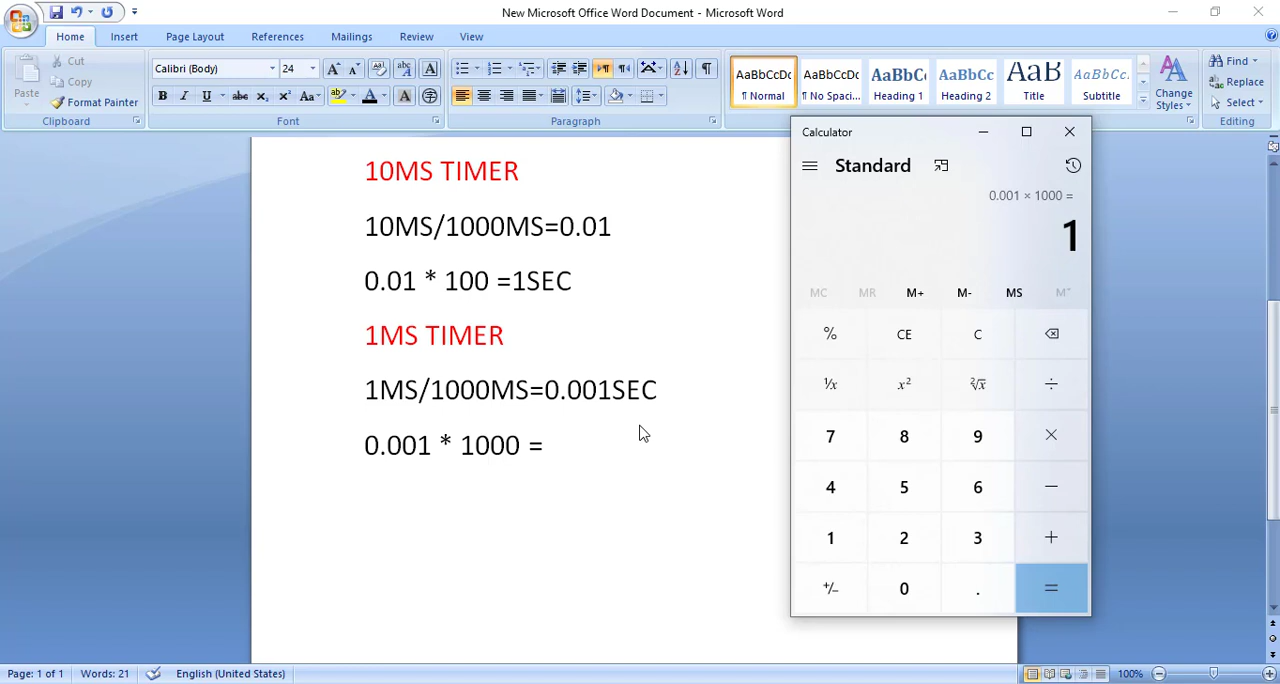 New Microsoft Office Word Document - Microsoft Word
Home Insert Page Layout References Mailings Review View
Paste
Cut
Copy
Format Painter
Clipboard
Calibri (Body) 24
B I U abc X₂ X² Aa
Font
Paragraph
AaBbCcDc AaBbCcDc AaBbC AaBbCc AaB AaBbCc.
¶ Normal ¶ No Spaci... Heading 1 Heading 2 Title Subtitle
Change
Styles
Find
Replace
Select
Editing
10MS TIMER
10MS/1000MS=0.01
0.01 * 100 =1SEC
1MS TIMER
1MS/1000MS=0.001SEC
0.001 * 1000 =
Calculator
Standard
0.001 × 1000 =
1
MC MR M+ M- MS M˅
% CE C
¹/x x² ²√x ÷
7 8 9 ×
4 5 6 −
1 2 3 +
+/− 0 . =
Page: 1 of 1 Words: 21 English (United States) 100%